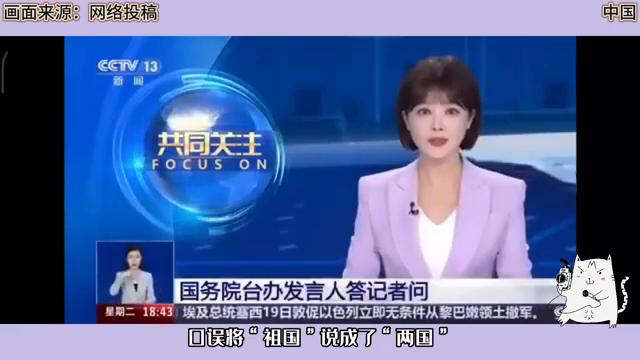 画面来源：网络投稿
中国
CCTV 13
新闻
共同关注
FOCUS ON
国务院台办发言人答记者问
星期二 18:43
埃及总统塞西19日敦促以色列立即无条件从黎巴嫩领土撤军。
口误将“祖国”说成了“两国”